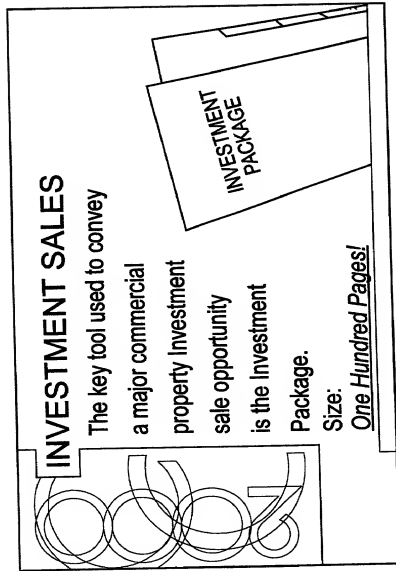 INVESTMENT SALES
The key tool used to convey
a major commercial
property Investment
sale opportunity
is the Investment
Package.
Size:
One Hundred Pages!
INVESTMENT
PACKAGE